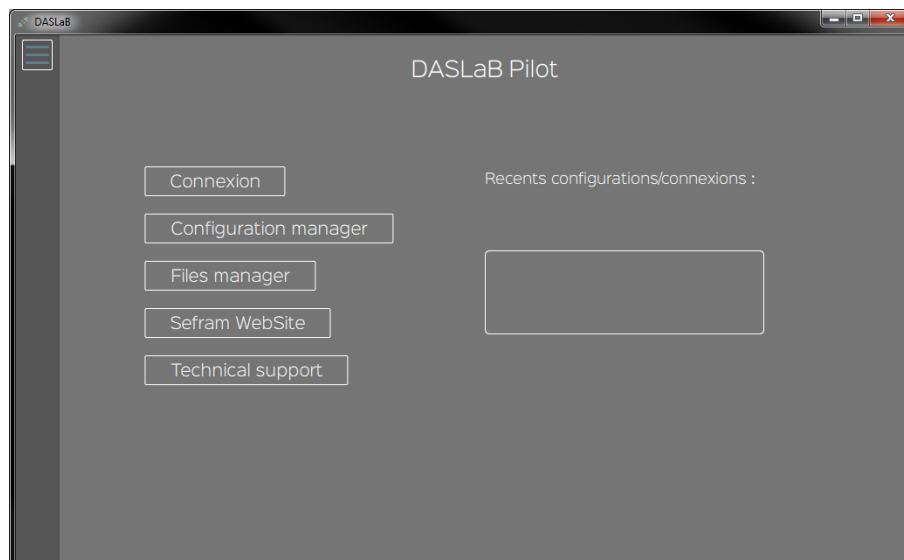 DASLaB
DASLaB Pilot
Connexion
Configuration manager
Files manager
Sefram WebSite
Technical support
Recents configurations/connexions :